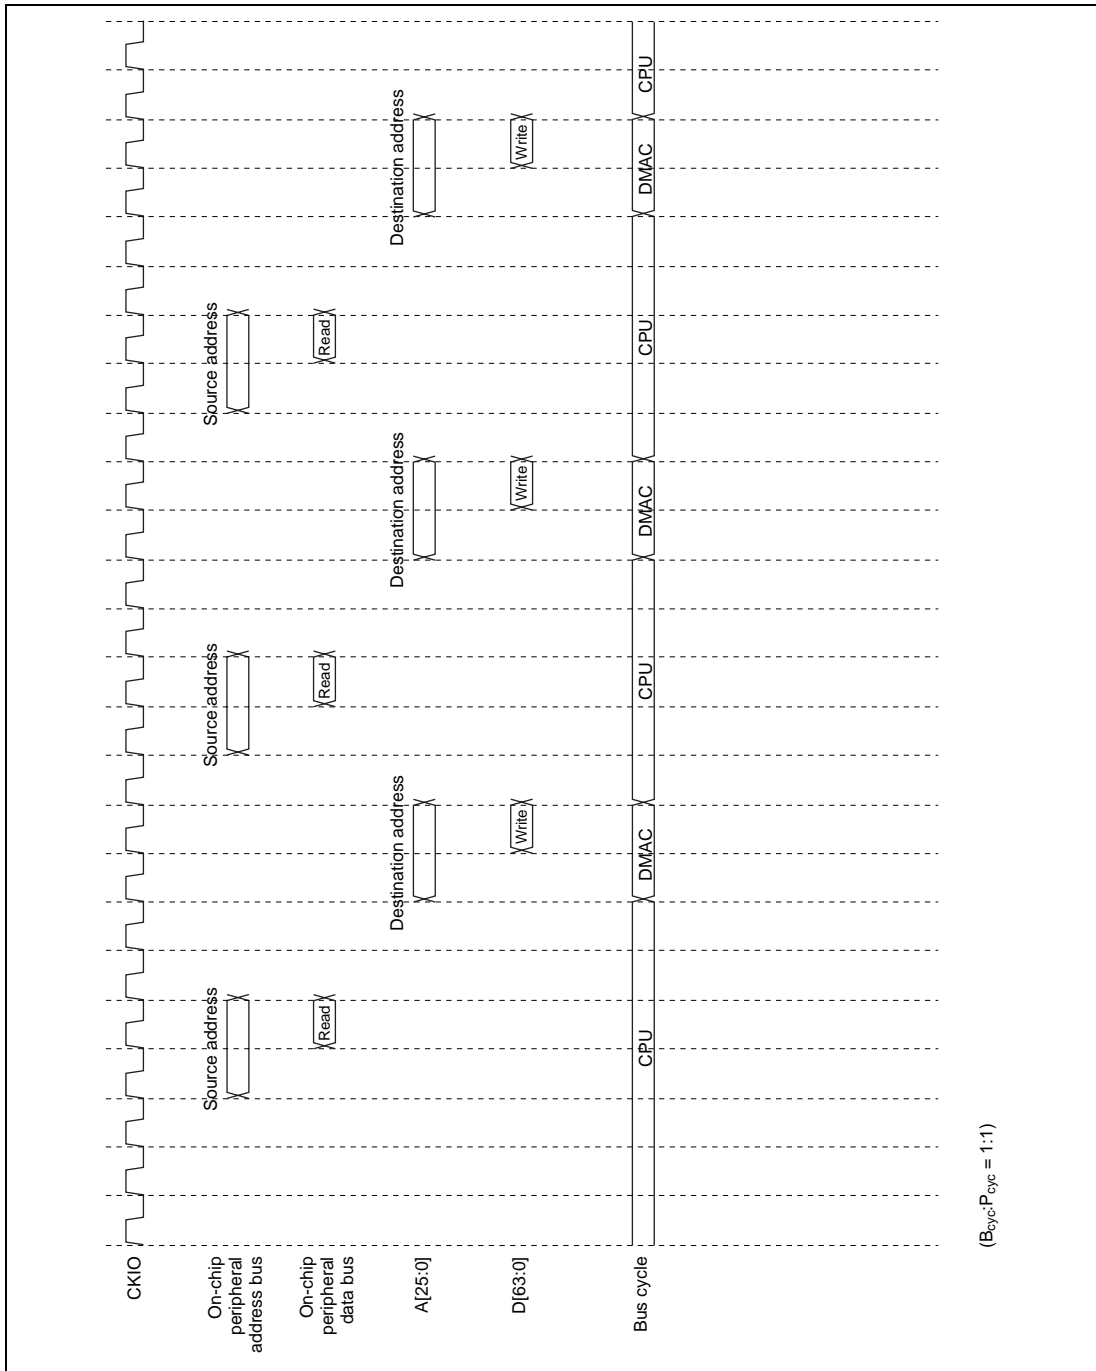 CKIO
On-chip
peripheral
address bus
Source address
Source address
Source address
On-chip
peripheral
data bus
Read
Read
Read
A[25:0]
Destination address
Destination address
Destination address
D[63:0]
Write
Write
Write
Bus cycle
CPU
DMAC
CPU
DMAC
CPU
DMAC
CPU
(Bcyc:Pcyc = 1:1)